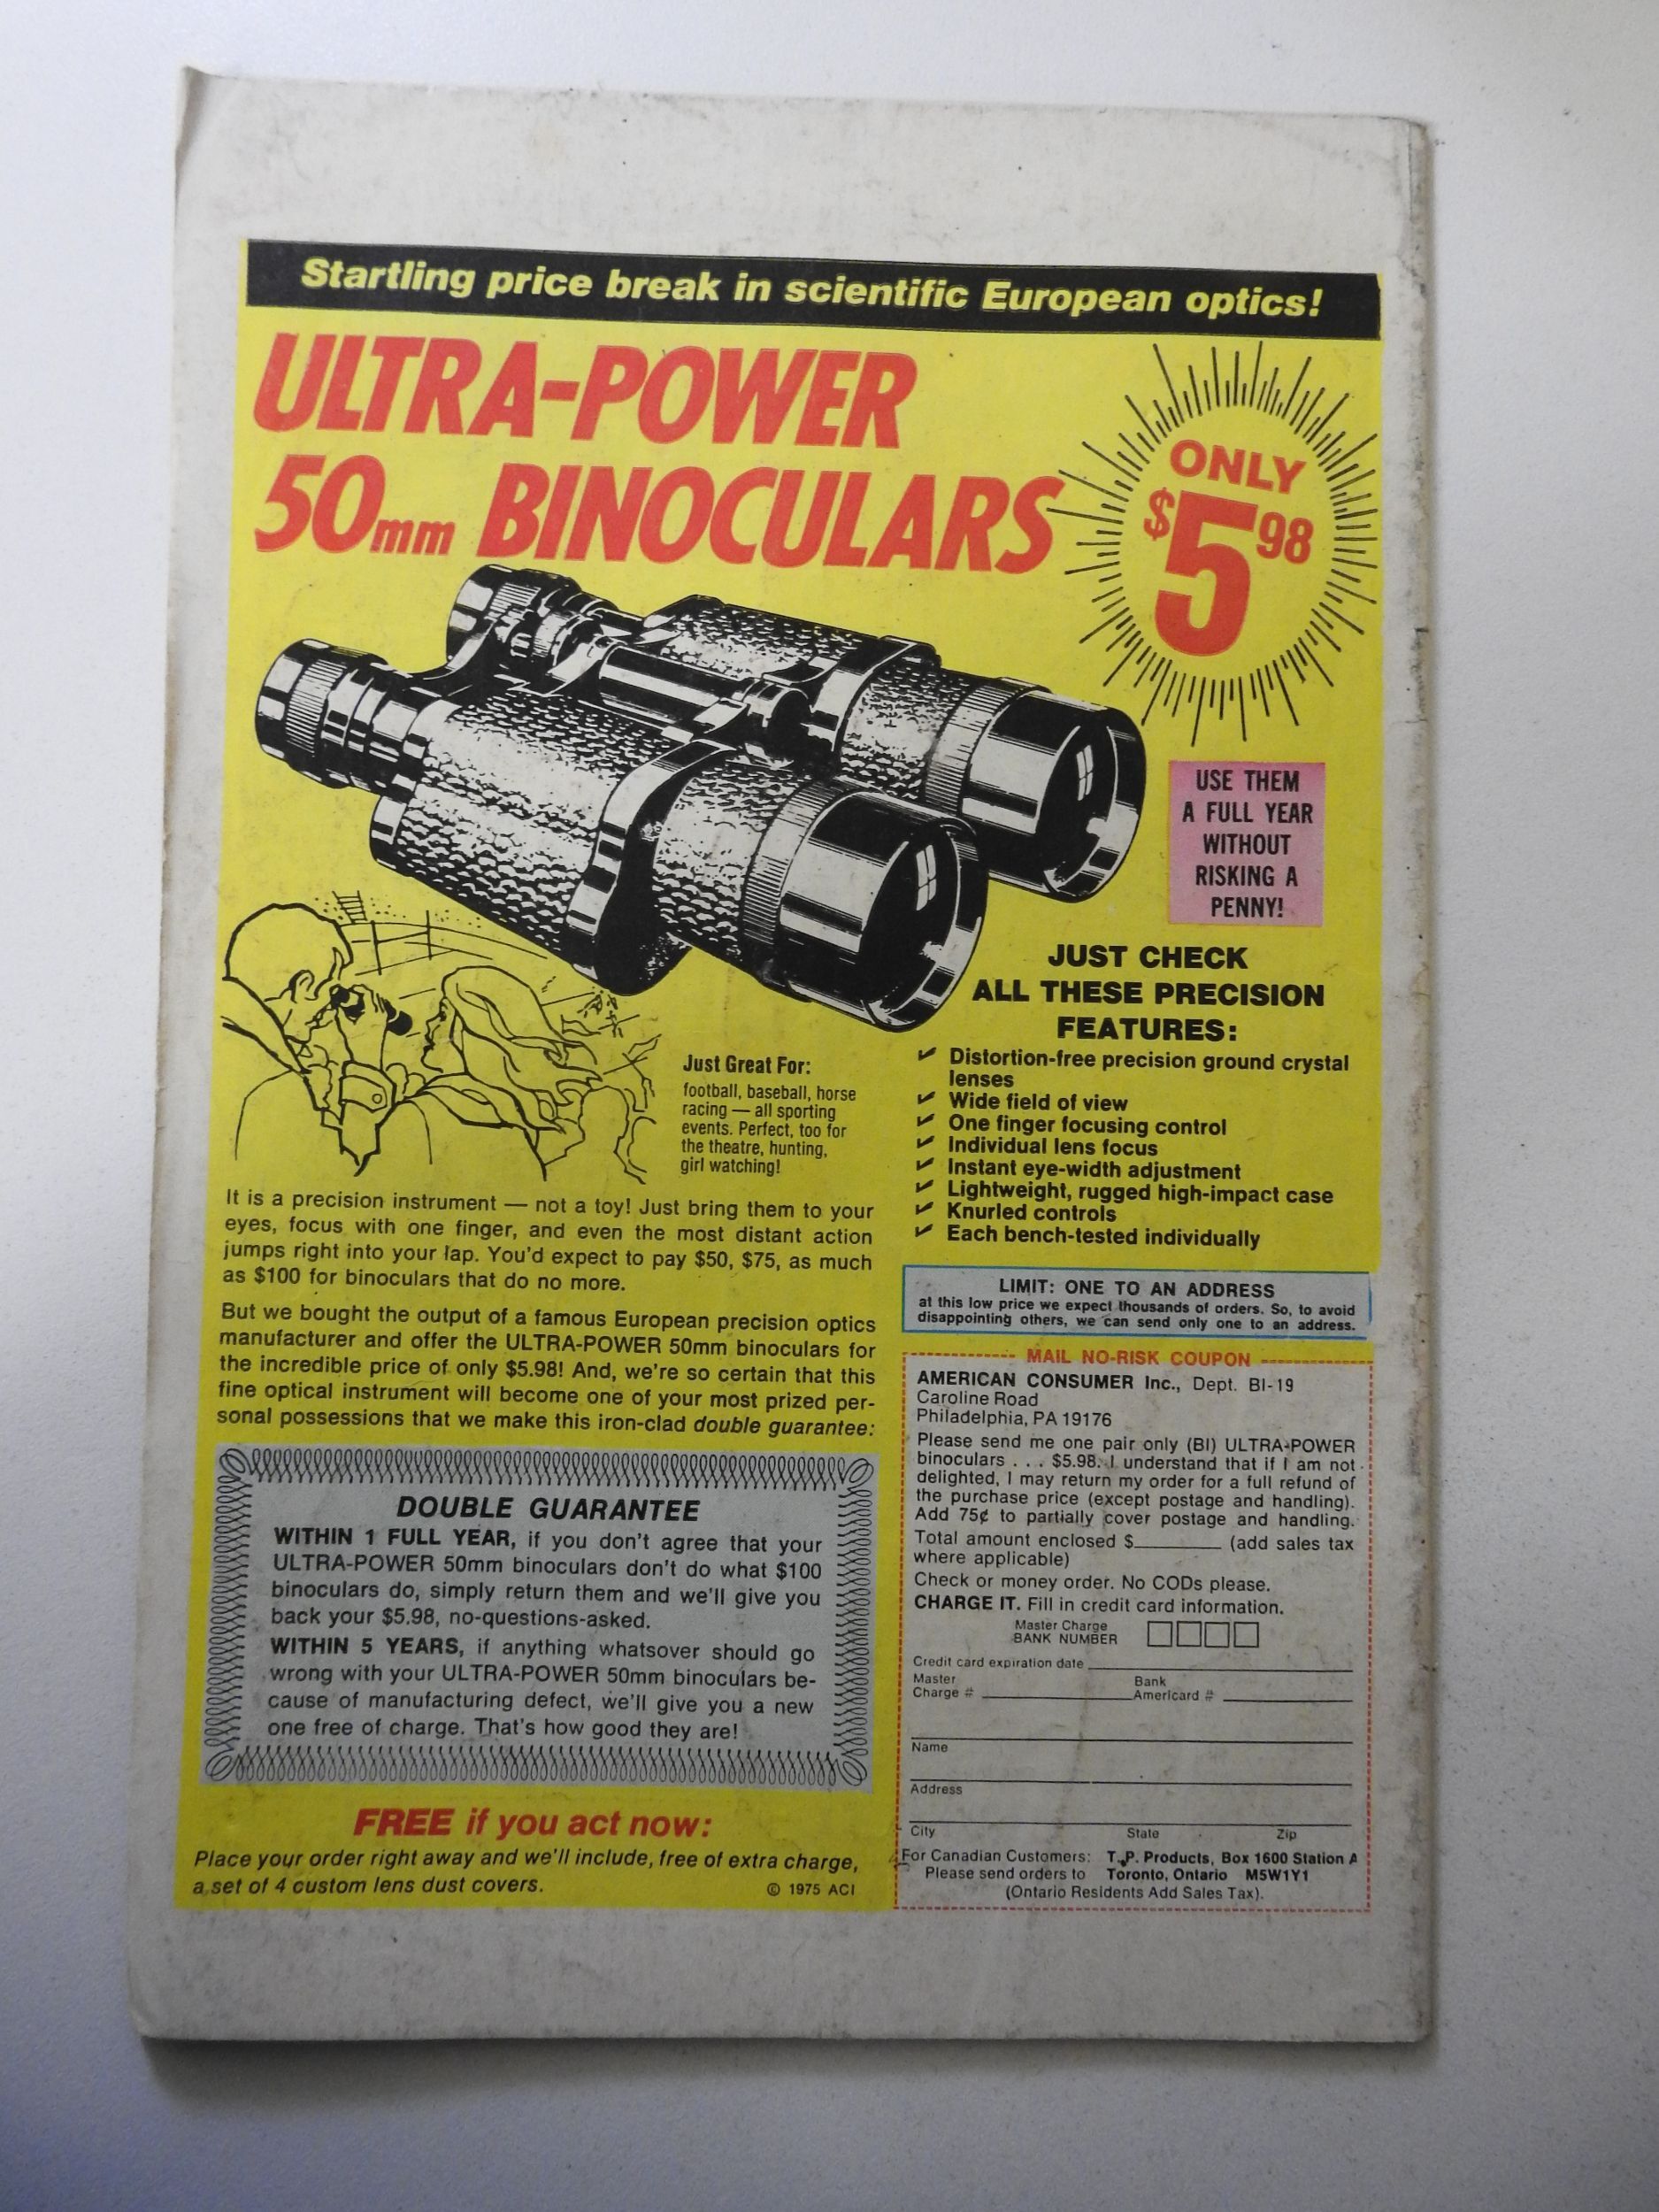 Startling price break in scientific European optics!
ULTRA-POWER
50mm BINOCULARS
ONLY
$5 98
USE THEM
A FULL YEAR
WITHOUT
RISKING A
PENNY!
JUST CHECK
ALL THESE PRECISION
FEATURES:
✔ Distortion-free precision ground crystal
lenses
✔ Wide field of view
✔ One finger focusing control
✔ Individual lens focus
✔ Instant eye-width adjustment
✔ Lightweight, rugged high-impact case
✔ Knurled controls
✔ Each bench-tested individually
Just Great For:
football, baseball, horse
racing — all sporting
events. Perfect, too for
the theatre, hunting,
girl watching!
It is a precision instrument — not a toy! Just bring them to your
eyes, focus with one finger, and even the most distant action
jumps right into your lap. You'd expect to pay $50, $75, as much
as $100 for binoculars that do no more.
But we bought the output of a famous European precision optics
manufacturer and offer the ULTRA-POWER 50mm binoculars for
the incredible price of only $5.98! And, we're so certain that this
fine optical instrument will become one of your most prized per-
sonal possessions that we make this iron-clad double guarantee:
DOUBLE GUARANTEE
WITHIN 1 FULL YEAR, if you don't agree that your
ULTRA-POWER 50mm binoculars don't do what $100
binoculars do, simply return them and we'll give you
back your $5.98, no-questions-asked.
WITHIN 5 YEARS, if anything whatsover should go
wrong with your ULTRA-POWER 50mm binoculars be-
cause of manufacturing defect, we'll give you a new
one free of charge. That's how good they are!
FREE if you act now:
Place your order right away and we'll include, free of extra charge,
a set of 4 custom lens dust covers.
© 1975 ACI
LIMIT: ONE TO AN ADDRESS
at this low price we expect thousands of orders. So, to avoid
disappointing others, we can send only one to an address.
MAIL NO-RISK COUPON
AMERICAN CONSUMER Inc., Dept. BI-19
Caroline Road
Philadelphia, PA 19176
Please send me one pair only (BI) ULTRA-POWER
binoculars . . . $5.98. I understand that if I am not
delighted, I may return my order for a full refund of
the purchase price (except postage and handling).
Add 75¢ to partially cover postage and handling.
Total amount enclosed $________ (add sales tax
where applicable)
Check or money order. No CODs please.
CHARGE IT. Fill in credit card information.
Master Charge
BANK NUMBER
Credit card expiration date
Master Bank
Charge # Americard #
Name
Address
City State Zip
For Canadian Customers: T.P. Products, Box 1600 Station A
Please send orders to Toronto, Ontario M5W1Y1
(Ontario Residents Add Sales Tax).